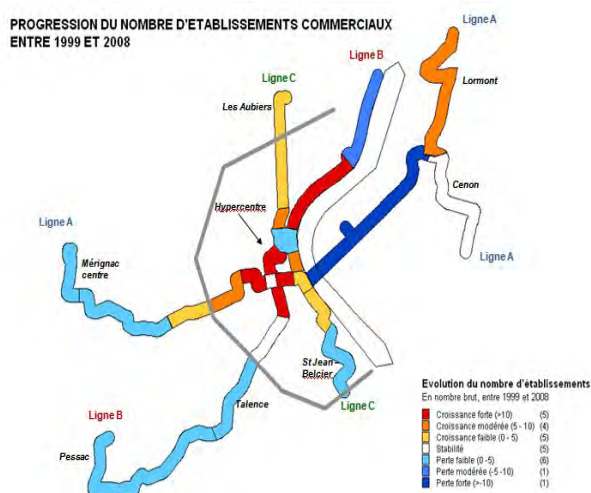 PROGRESSION DU NOMBRE D'ETABLISSEMENTS COMMERCIAUX
ENTRE 1999 ET 2008
Ligne A
Ligne B
Lormont
Ligne C
Les Aubiers
Cenon
Hypercentre
Ligne A
Ligne A
Mérignac
centre
St Jean
Belcier
Ligne C
Talence
Ligne B
Pessac
Evolution du nombre d'établissements
En nombre brut, entre 1999 et 2008
Croissance forte (>10) (5)
Croissance modérée (5 - 10) (4)
Croissance faible (0 - 5) (5)
Stabilité (5)
Perte faible (0 -5) (6)
Perte modérée (-5 -10) (1)
Perte forte (>-10) (1)